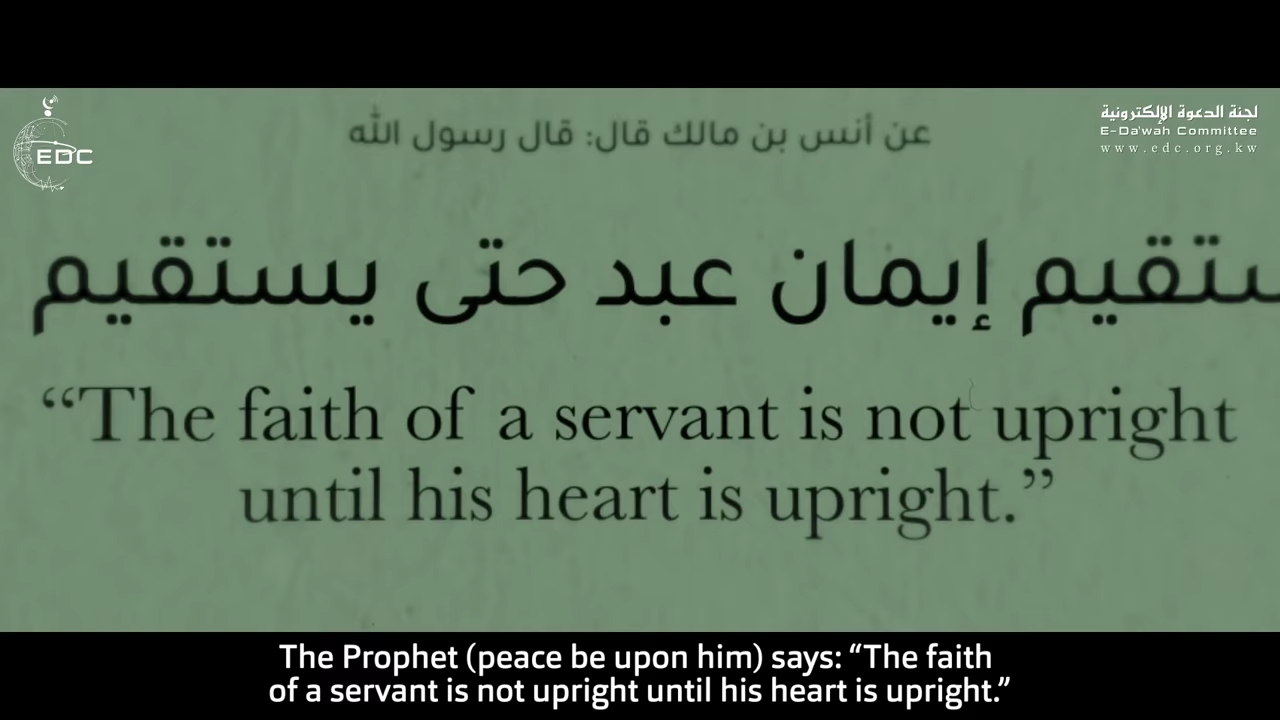 EDC
لجنة الدعوة الإلكترونية
E-Da'wah Committee
www.edc.org.kw
عن أنس بن مالك قال: قال رسول الله
إيمان عبد حتى يستقيم
“The faith of a servant is not upright
until his heart is upright.”
The Prophet (peace be upon him) says: “The faith
of a servant is not upright until his heart is upright.”